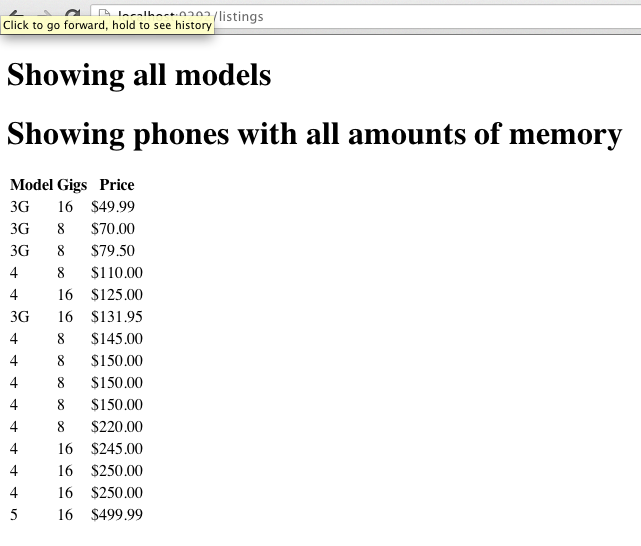 Click to go forward, hold to see history
/listings
Showing all models
Showing phones with all amounts of memory
Model Gigs Price
3G 16 $49.99
3G 8 $70.00
3G 8 $79.50
4 8 $110.00
4 16 $125.00
3G 16 $131.95
4 8 $145.00
4 8 $150.00
4 8 $150.00
4 8 $150.00
4 8 $220.00
4 16 $245.00
4 16 $250.00
4 16 $250.00
5 16 $499.99